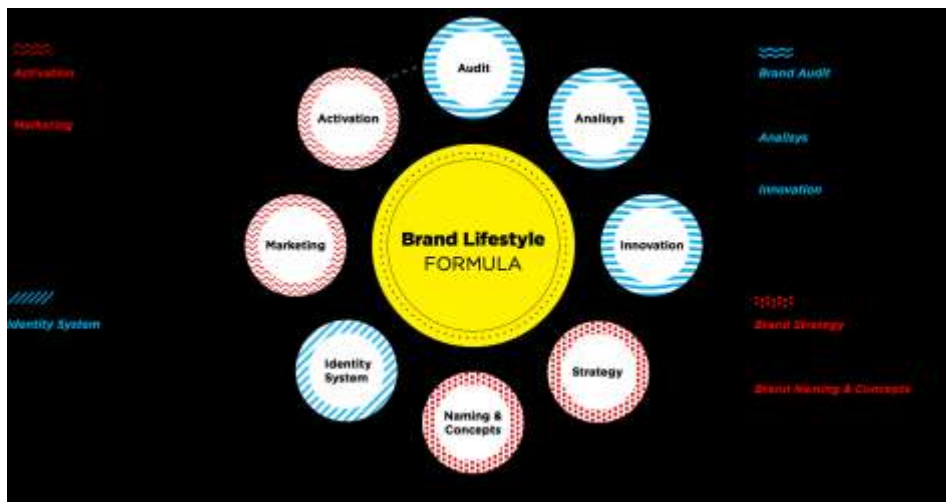 Activation
Marketing
Identity System
Audit
Analisys
Innovation
Strategy
Naming &
Concepts
Identity
System
Marketing
Activation
Brand Lifestyle
FORMULA
Brand Audit
Analisys
Innovation
Brand Strategy
Brand Naming & Concepts